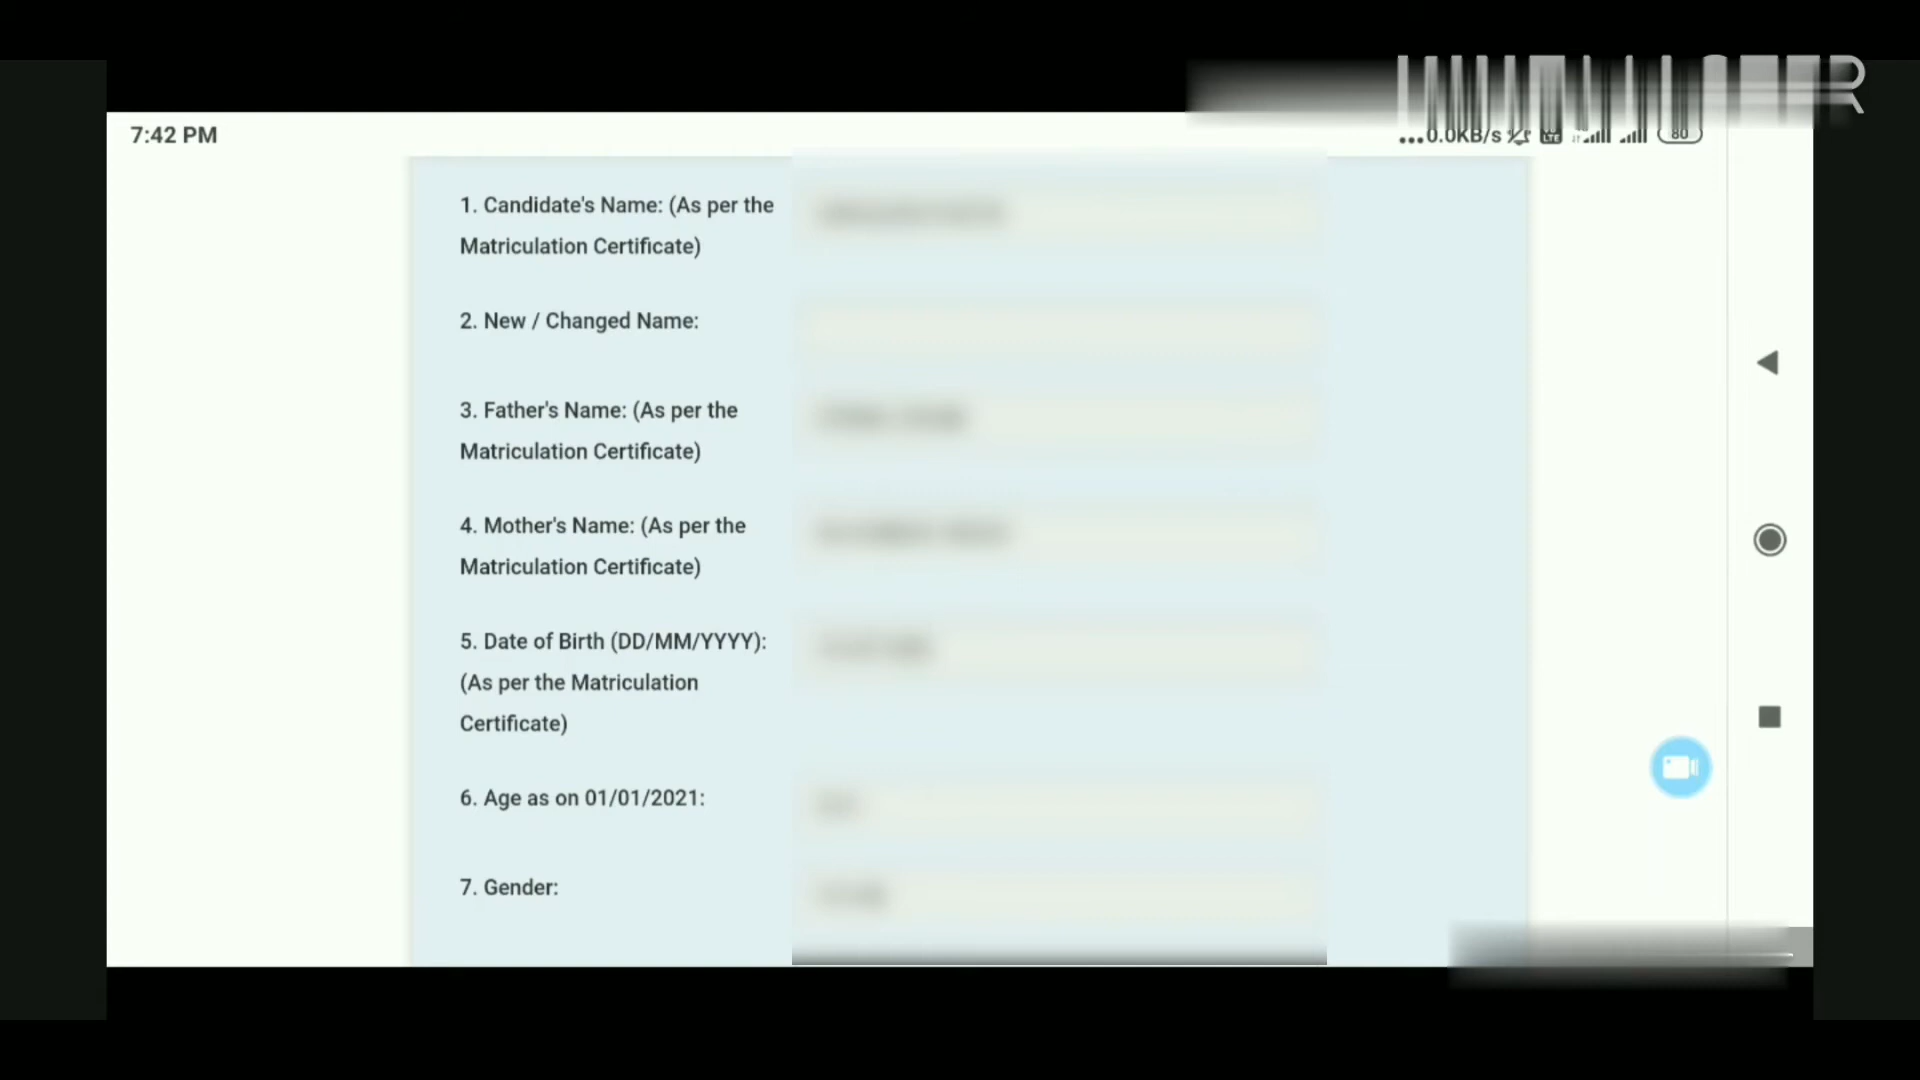 7:42 PM
...0.0KB/s
80
1. Candidate's Name: (As per the
Matriculation Certificate)
2. New / Changed Name:
3. Father's Name: (As per the
Matriculation Certificate)
4. Mother's Name: (As per the
Matriculation Certificate)
5. Date of Birth (DD/MM/YYYY):
(As per the Matriculation
Certificate)
6. Age as on 01/01/2021:
7. Gender: